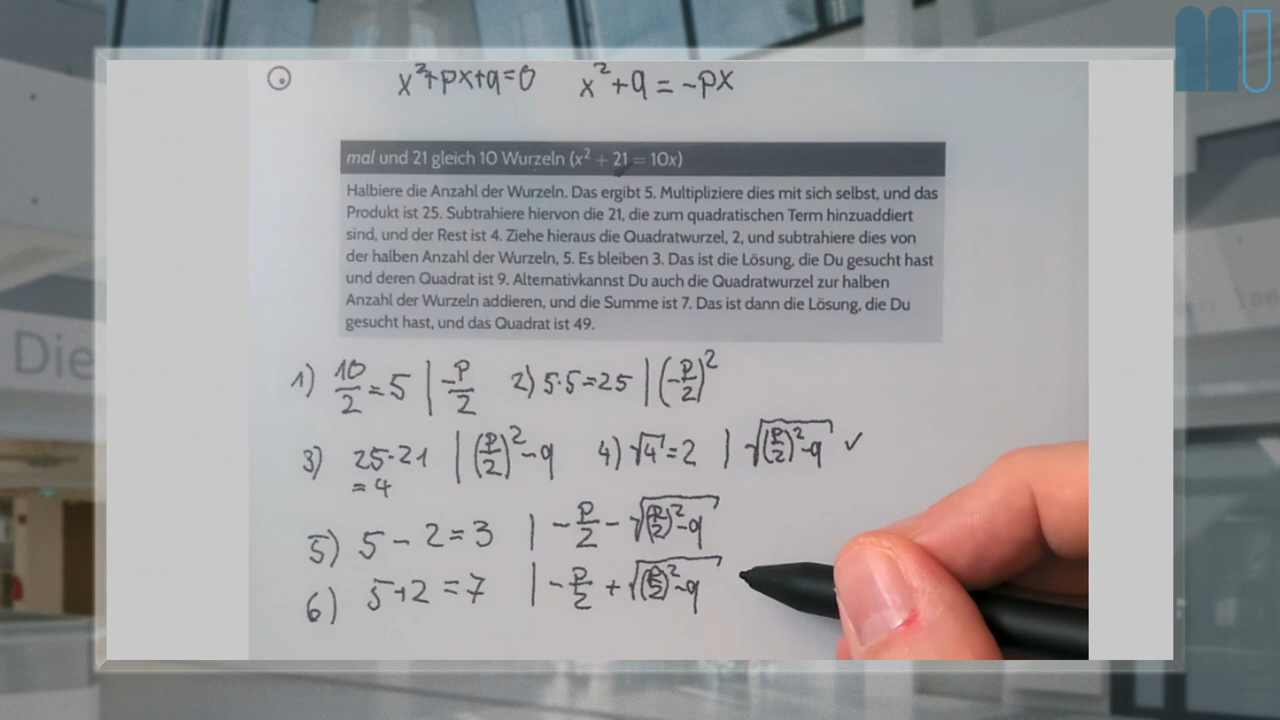 x²+px+q=0 x²+q=-px
mal und 21 gleich 10 Wurzeln (x² + 21 = 10x)
Halbiere die Anzahl der Wurzeln. Das ergibt 5. Multipliziere dies mit sich selbst, und das
Produkt ist 25. Subtrahiere hiervon die 21, die zum quadratischen Term hinzuaddiert
sind, und der Rest ist 4. Ziehe hieraus die Quadratwurzel, 2, und subtrahiere dies von
der halben Anzahl der Wurzeln, 5. Es bleiben 3. Das ist die Lösung, die Du gesucht hast
und deren Quadrat ist 9. Alternativkannst Du auch die Quadratwurzel zur halben
Anzahl der Wurzeln addieren, und die Summe ist 7. Das ist dann die Lösung, die Du
gesucht hast, und das Quadrat ist 49.
1) 10/2 = 5 | -p/2 2) 5·5=25 | (-p/2)²
3) 25-21 | (p/2)²-q 4) √4=2 | √((p/2)²-q) ✓
= 4
5) 5-2=3 | -p/2 - √((p/2)²-q)
6) 5+2=7 | -p/2 + √((p/2)²-q)
Die